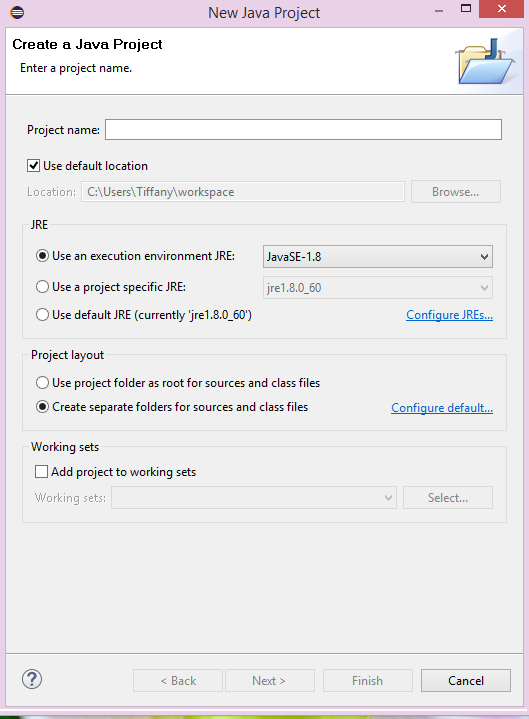 New Java Project
Create a Java Project
Enter a project name.
Project name:
Use default location
Location: C:\Users\Tiffany\workspace Browse...
JRE
Use an execution environment JRE: JavaSE-1.8
Use a project specific JRE: jre1.8.0_60
Use default JRE (currently 'jre1.8.0_60') Configure JREs...
Project layout
Use project folder as root for sources and class files
Create separate folders for sources and class files Configure default...
Working sets
Add project to working sets
Working sets: Select...
? < Back Next > Finish Cancel